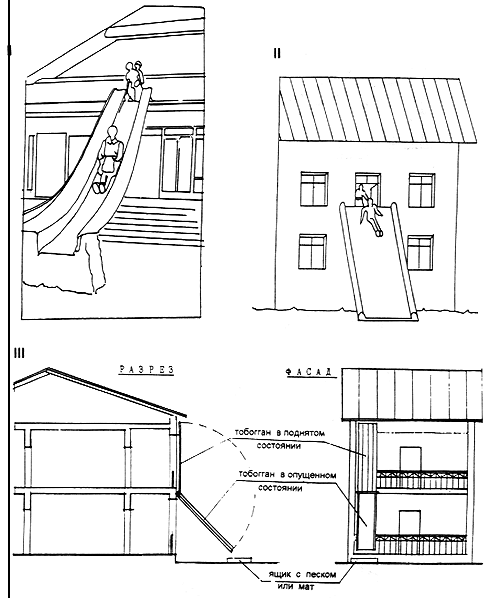 I
II
III
РАЗРЕЗ
ФАСАД
тобогган в поднятом
состоянии
тобогган в опущенном
состоянии
ящик с песком
или мат